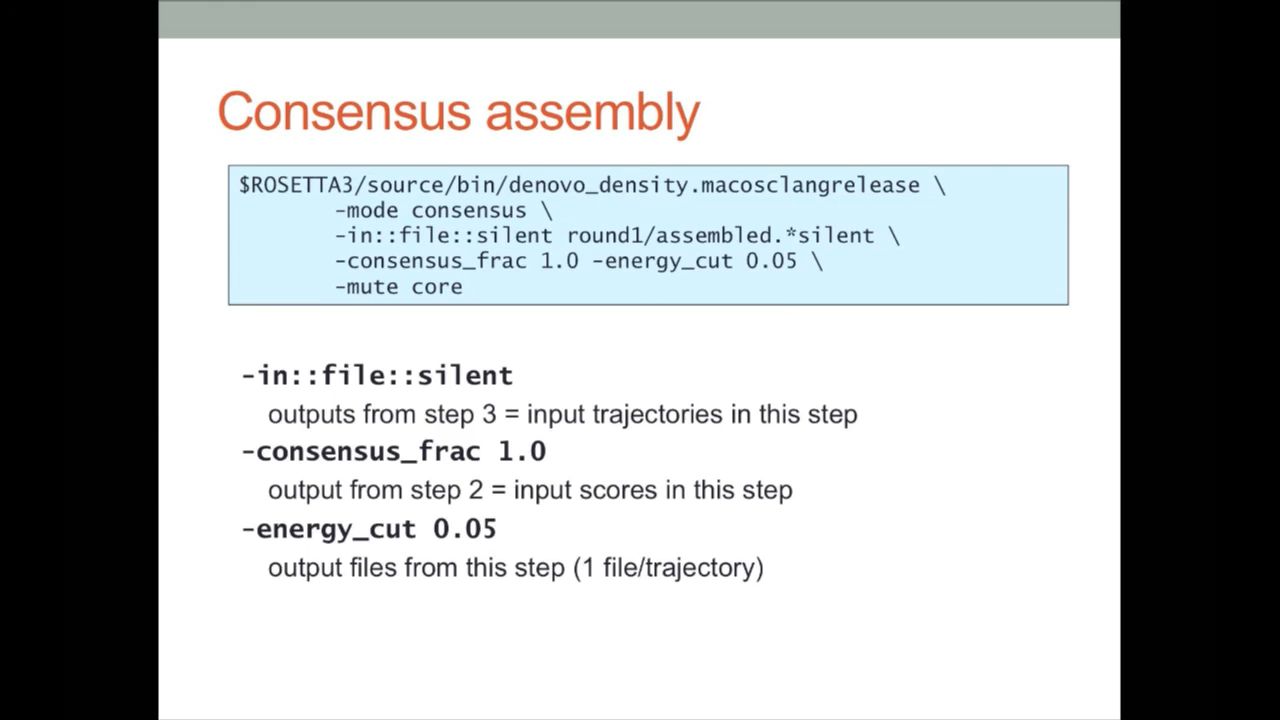 Consensus assembly
$ROSETTA3/source/bin/denovo_density.macosclangrelease \
-mode consensus \
-in::file::silent round1/assembled.*silent \
-consensus_frac 1.0 -energy_cut 0.05 \
-mute core
-in::file::silent
outputs from step 3 = input trajectories in this step
-consensus_frac 1.0
output from step 2 = input scores in this step
-energy_cut 0.05
output files from this step (1 file/trajectory)